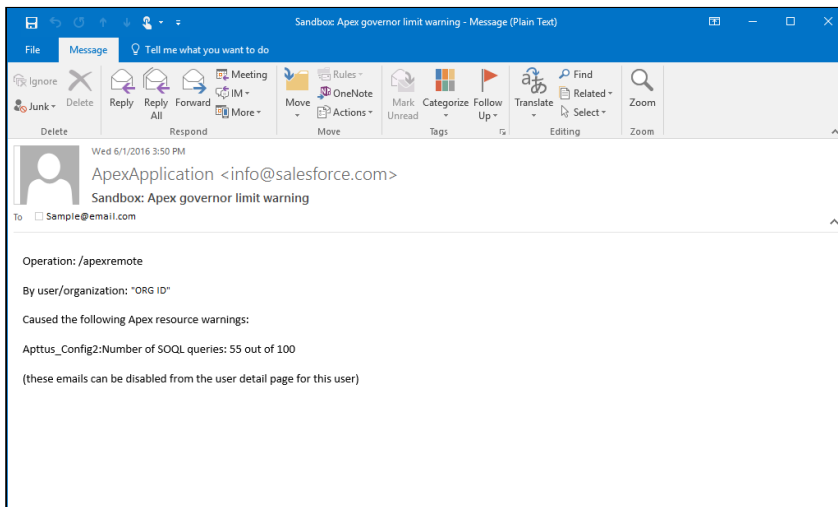 Sandbox: Apex governor limit warning - Message (Plain Text)
File Message Tell me what you want to do
Ignore
Junk
Delete
Reply
Reply All
Forward
Meeting
IM
More
Move
Rules
OneNote
Actions
Mark Unread
Categorize
Follow Up
Translate
Find
Related
Select
Zoom
Delete Respond Move Tags Editing Zoom
Wed 6/1/2016 3:50 PM
ApexApplication <info@salesforce.com>
Sandbox: Apex governor limit warning
To Sample@email.com
Operation: /apexremote
By user/organization: "ORG ID"
Caused the following Apex resource warnings:
Apttus_Config2:Number of SOQL queries: 55 out of 100
(these emails can be disabled from the user detail page for this user)